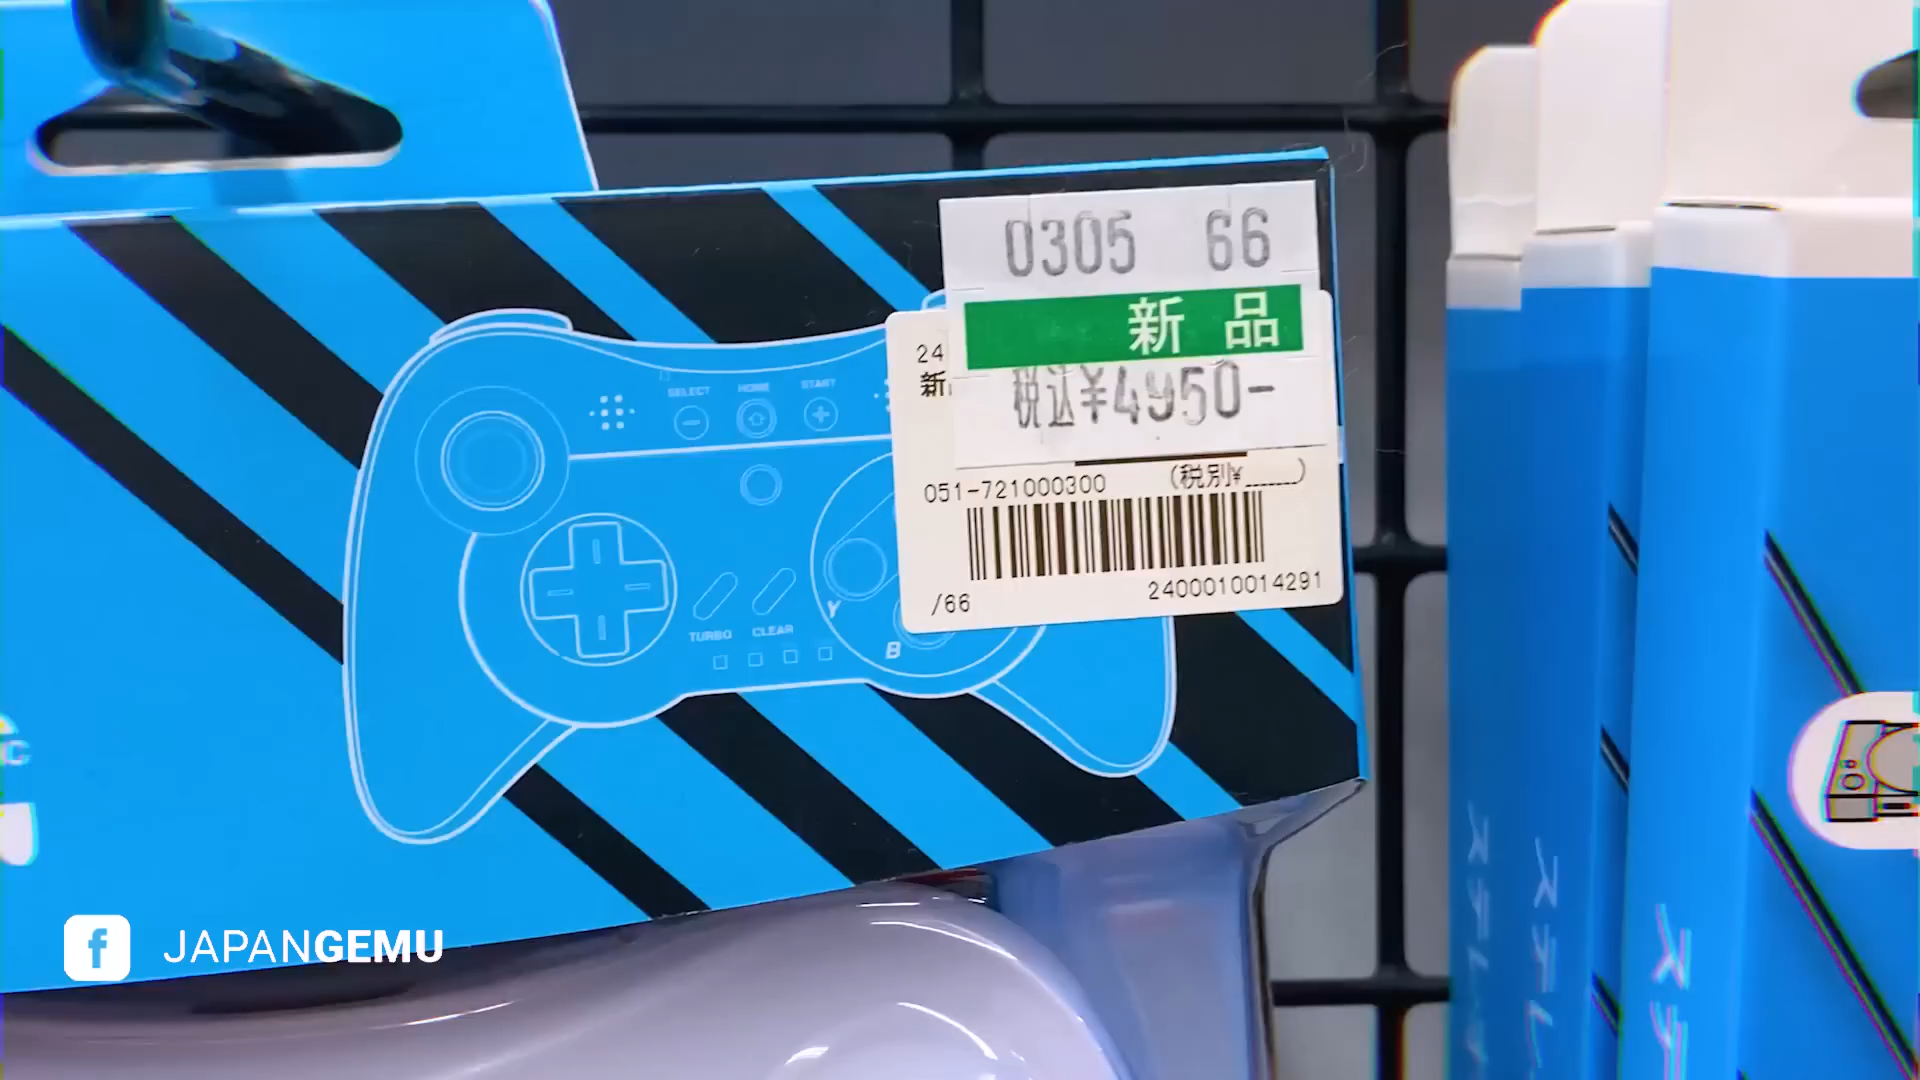 0305 66
新品
税込¥4950-
24
新
051-721000300 (税別¥______)
/66 2400010014291
SELECT HOME START
TURBO CLEAR
Y
B
C
JAPANGEMU